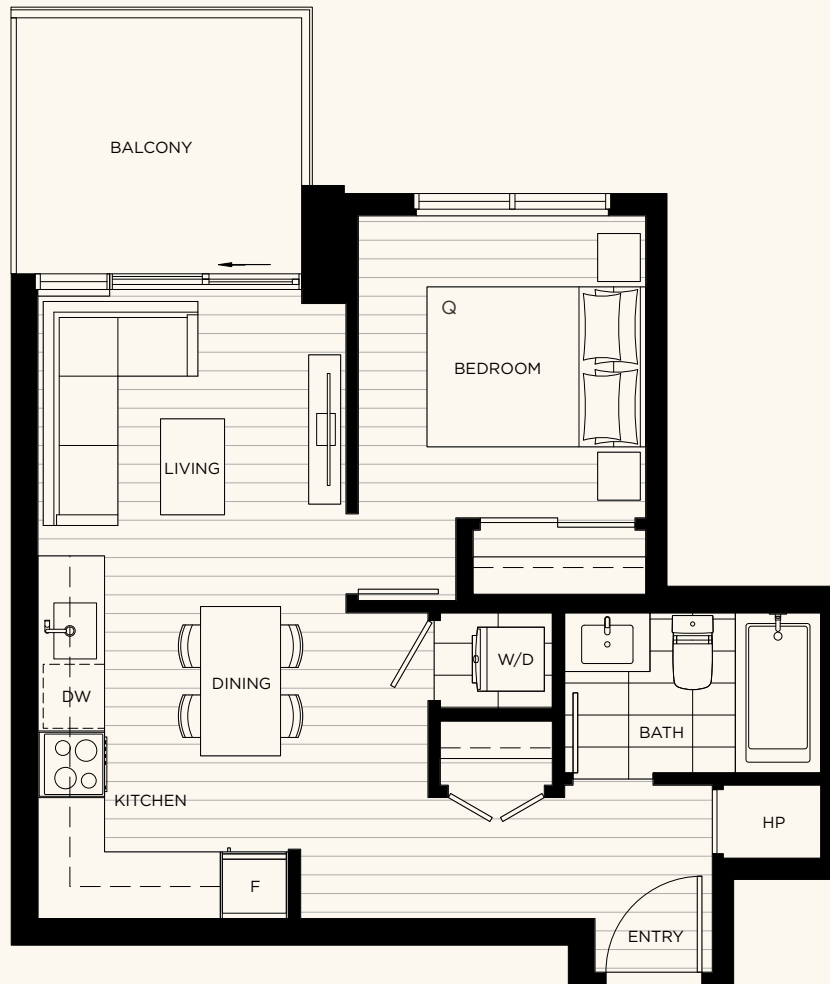 BALCONY
Q
BEDROOM
LIVING
W/D
DINING
DW
BATH
KITCHEN
HP
F
ENTRY